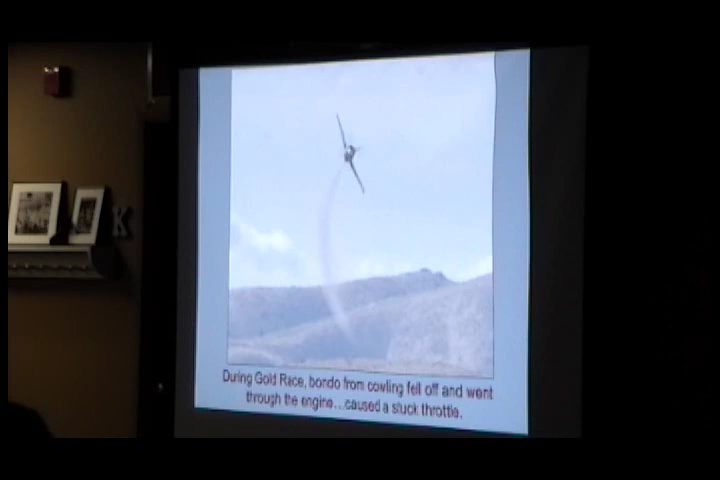 K
During Gold Race, bondo from cowling fell off and went
through the engine...caused a stuck throttle.